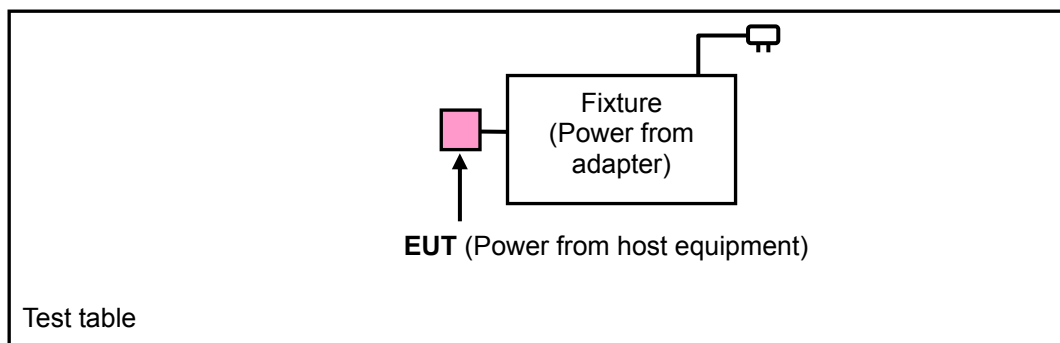 Fixture
(Power from
adapter)
EUT (Power from host equipment)
Test table